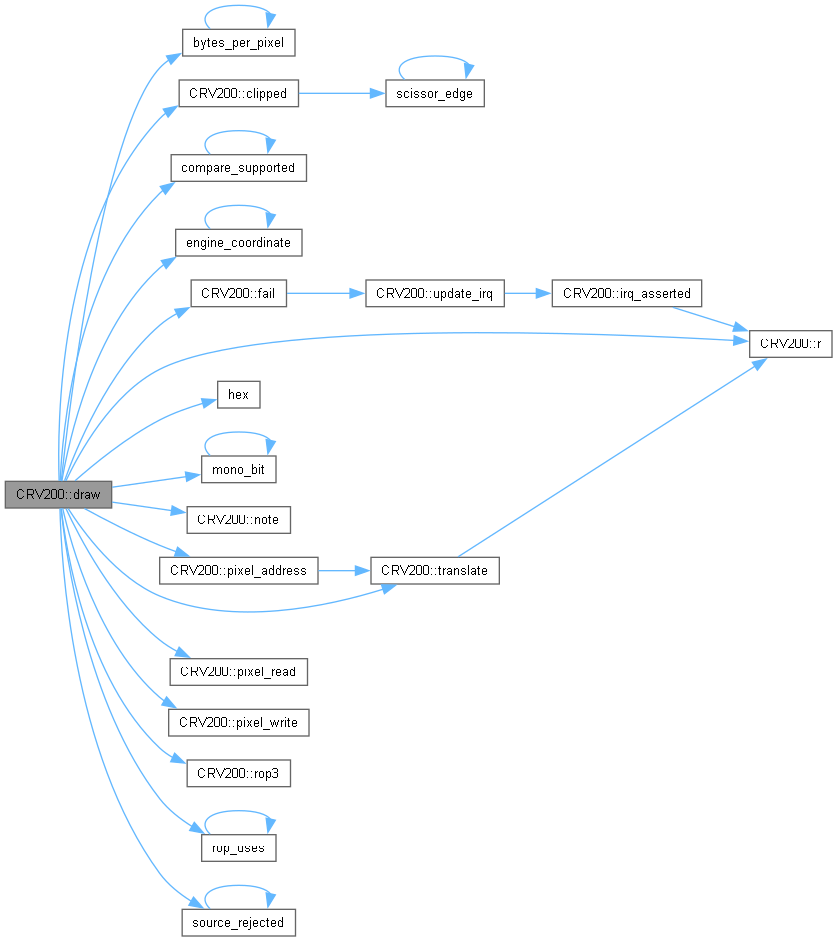 bytes_per_pixel
CRV200::clipped
scissor_edge
compare_supported
engine_coordinate
CRV200::fail
CRV200::update_irq
CRV200::irq_asserted
CRV200::r
hex
mono_bit
CRV200::draw
CRV200::note
CRV200::pixel_address
CRV200::translate
CRV200::pixel_read
CRV200::pixel_write
CRV200::rop3
rop_uses
source_rejected